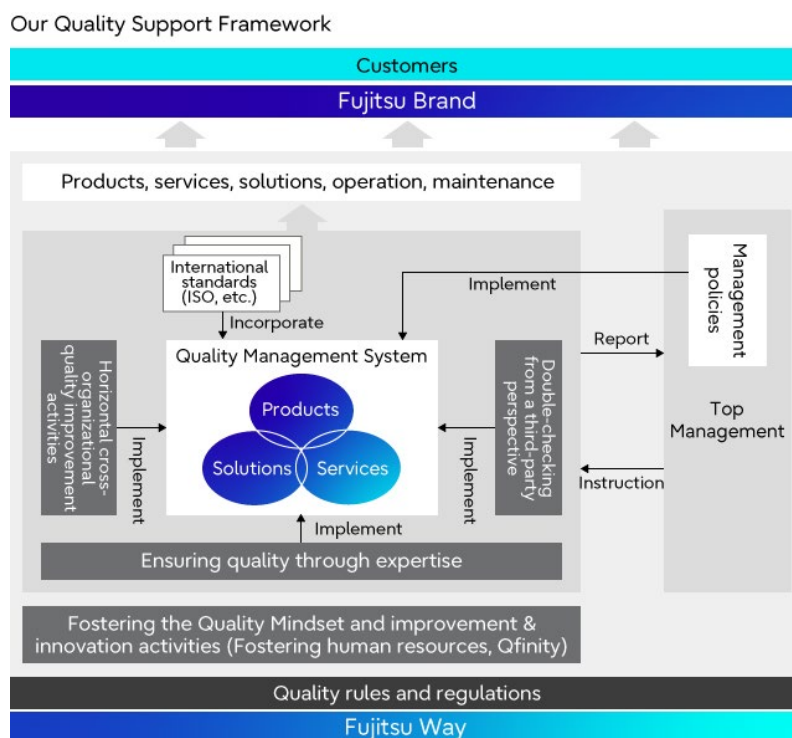 Our Quality Support Framework
Customers
Fujitsu Brand
Products, services, solutions, operation, maintenance
International
standards
(ISO, etc.)
Incorporate
Implement
Management
policies
Quality Management System
Products
Solutions
Services
Horizontal cross-
organizational
quality improvement
activities
Implement
Double-checking
from a third-party
perspective
Implement
Report
Top
Management
Instruction
Implement
Ensuring quality through expertise
Fostering the Quality Mindset and improvement &
innovation activities (Fostering human resources, Qfinity)
Quality rules and regulations
Fujitsu Way